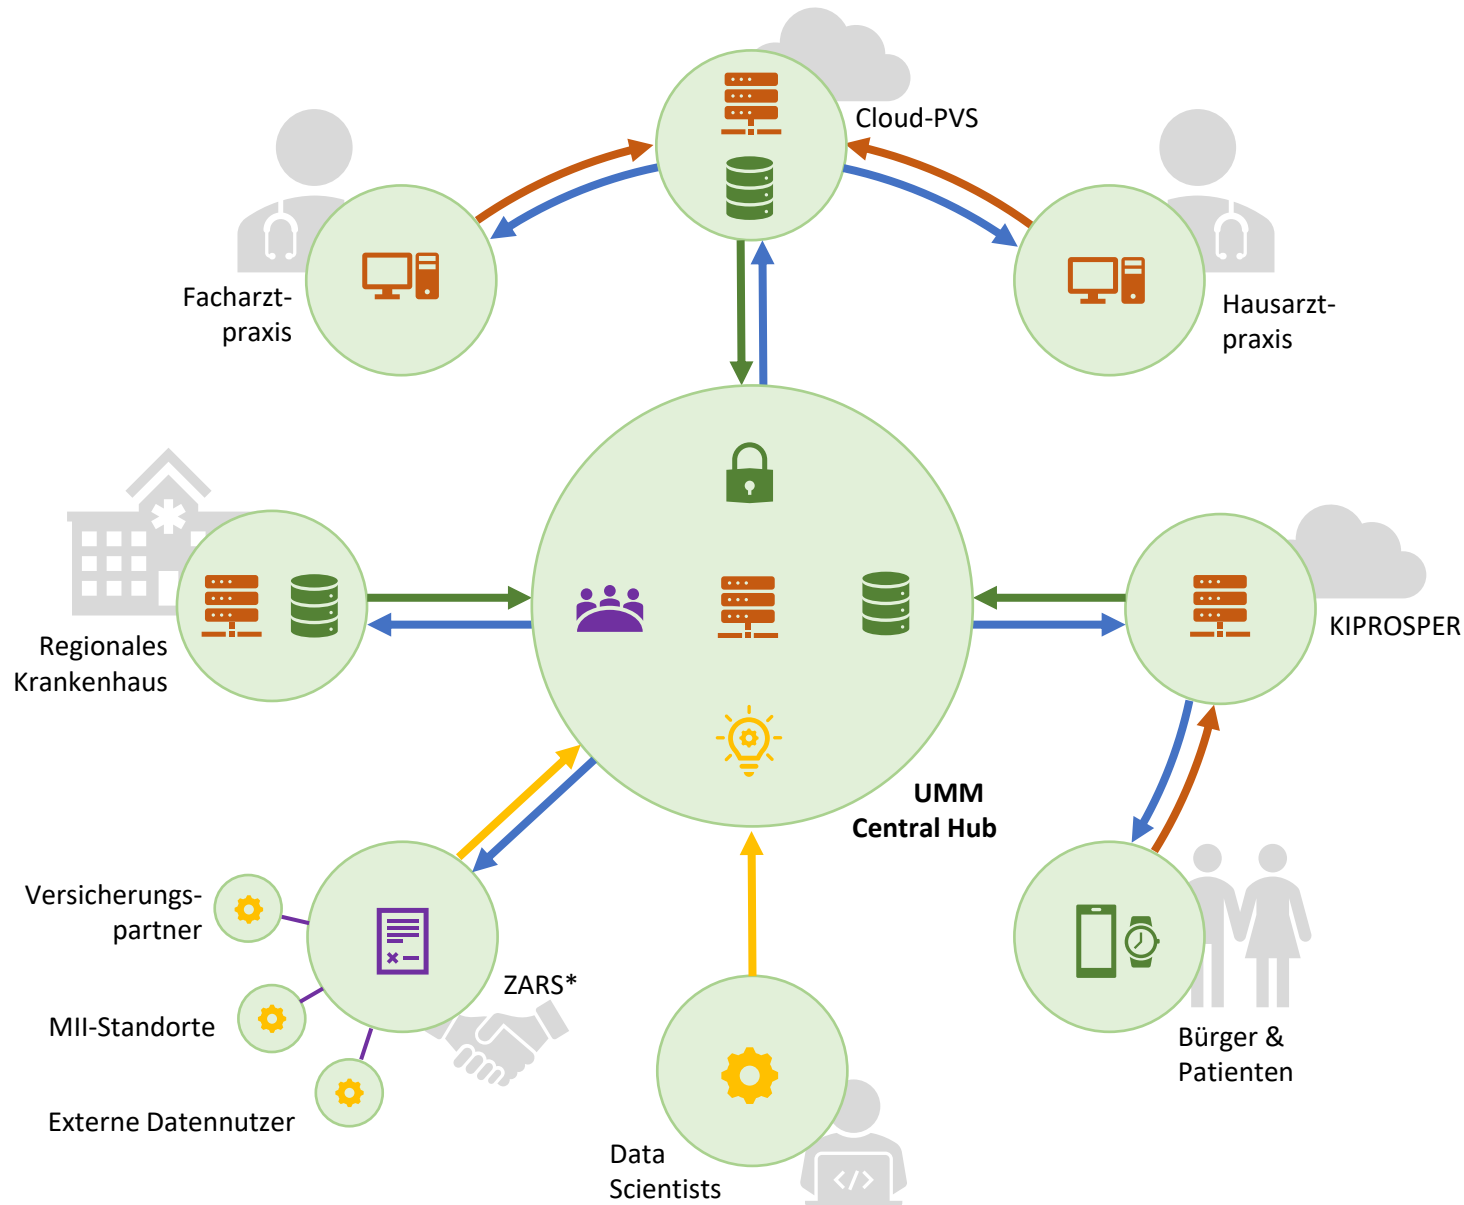 Cloud-PVS
Facharzt-
praxis
Hausarzt-
praxis
Regionales
Krankenhaus
KIPROSPER
UMM
Central Hub
Versicherungs-
partner
ZARS*
MII-Standorte
Bürger &
Patienten
Externe Datennutzer
Data
Scientists
</>